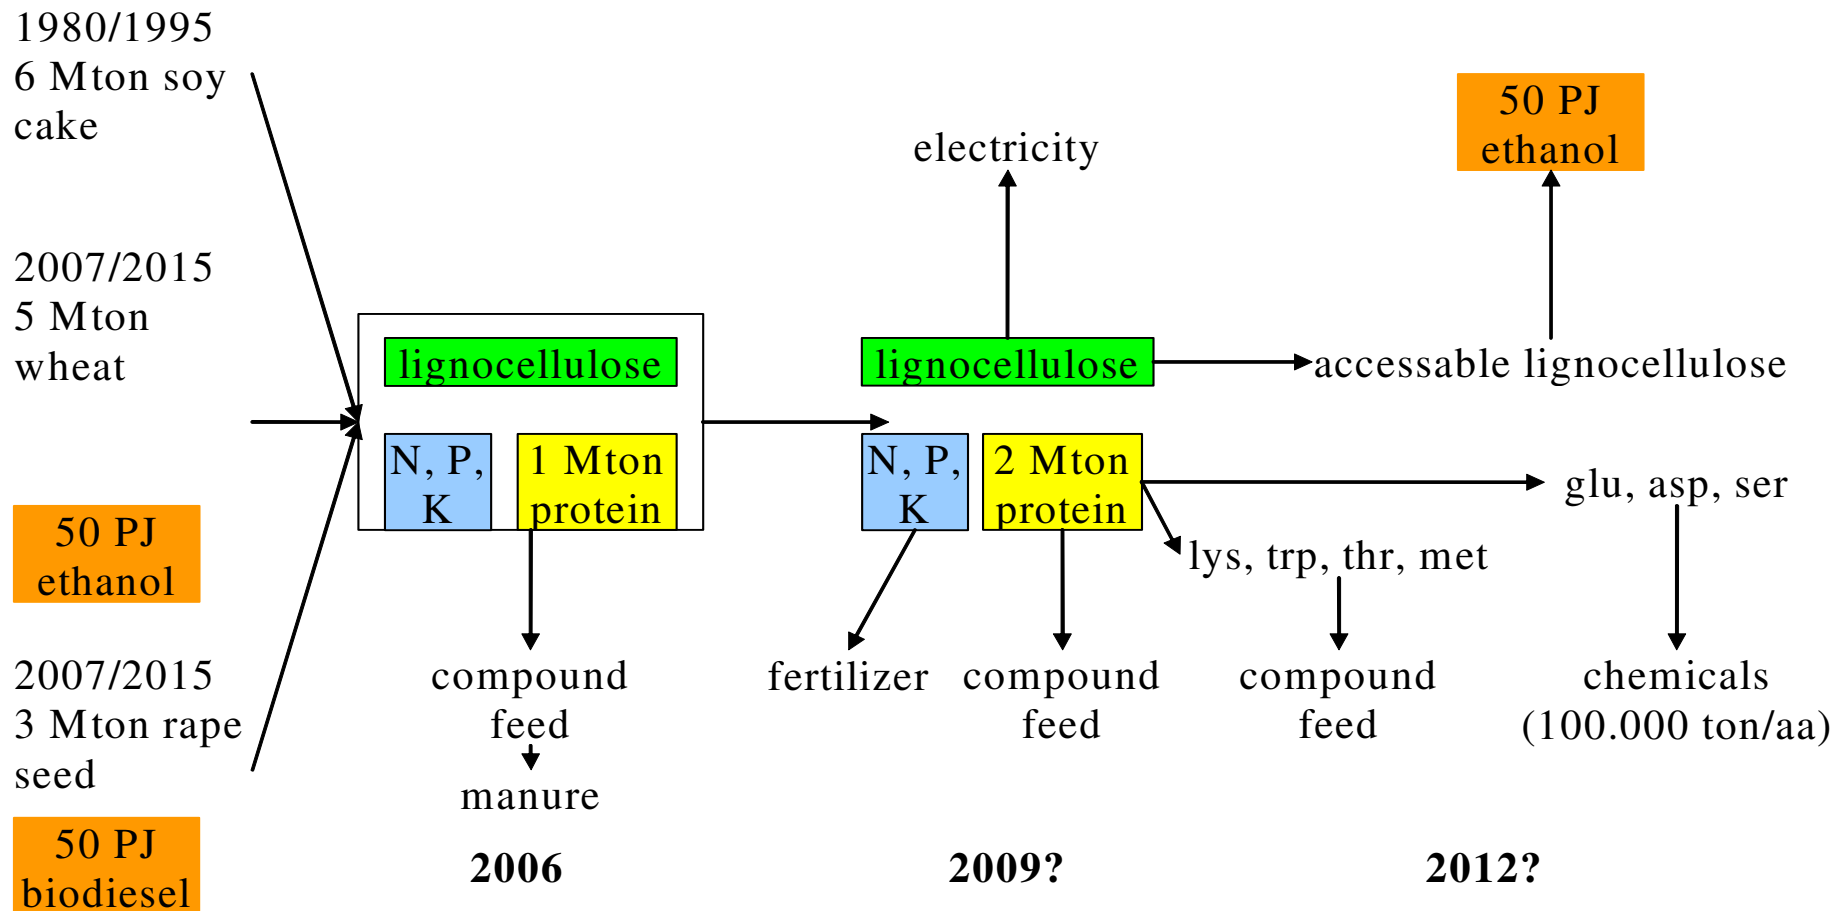 1980/1995
6 Mton soy
cake
2007/2015
5 Mton
wheat
50 PJ
ethanol
2007/2015
3 Mton rape
seed
50 PJ
biodiesel
lignocellulose
N, P,
K
1 Mton
protein
compound
feed
manure
2006
electricity
lignocellulose
N, P,
K
2 Mton
protein
fertilizer
compound
feed
2009?
50 PJ
ethanol
accessable lignocellulose
glu, asp, ser
lys, trp, thr, met
compound
feed
chemicals
(100.000 ton/aa)
2012?